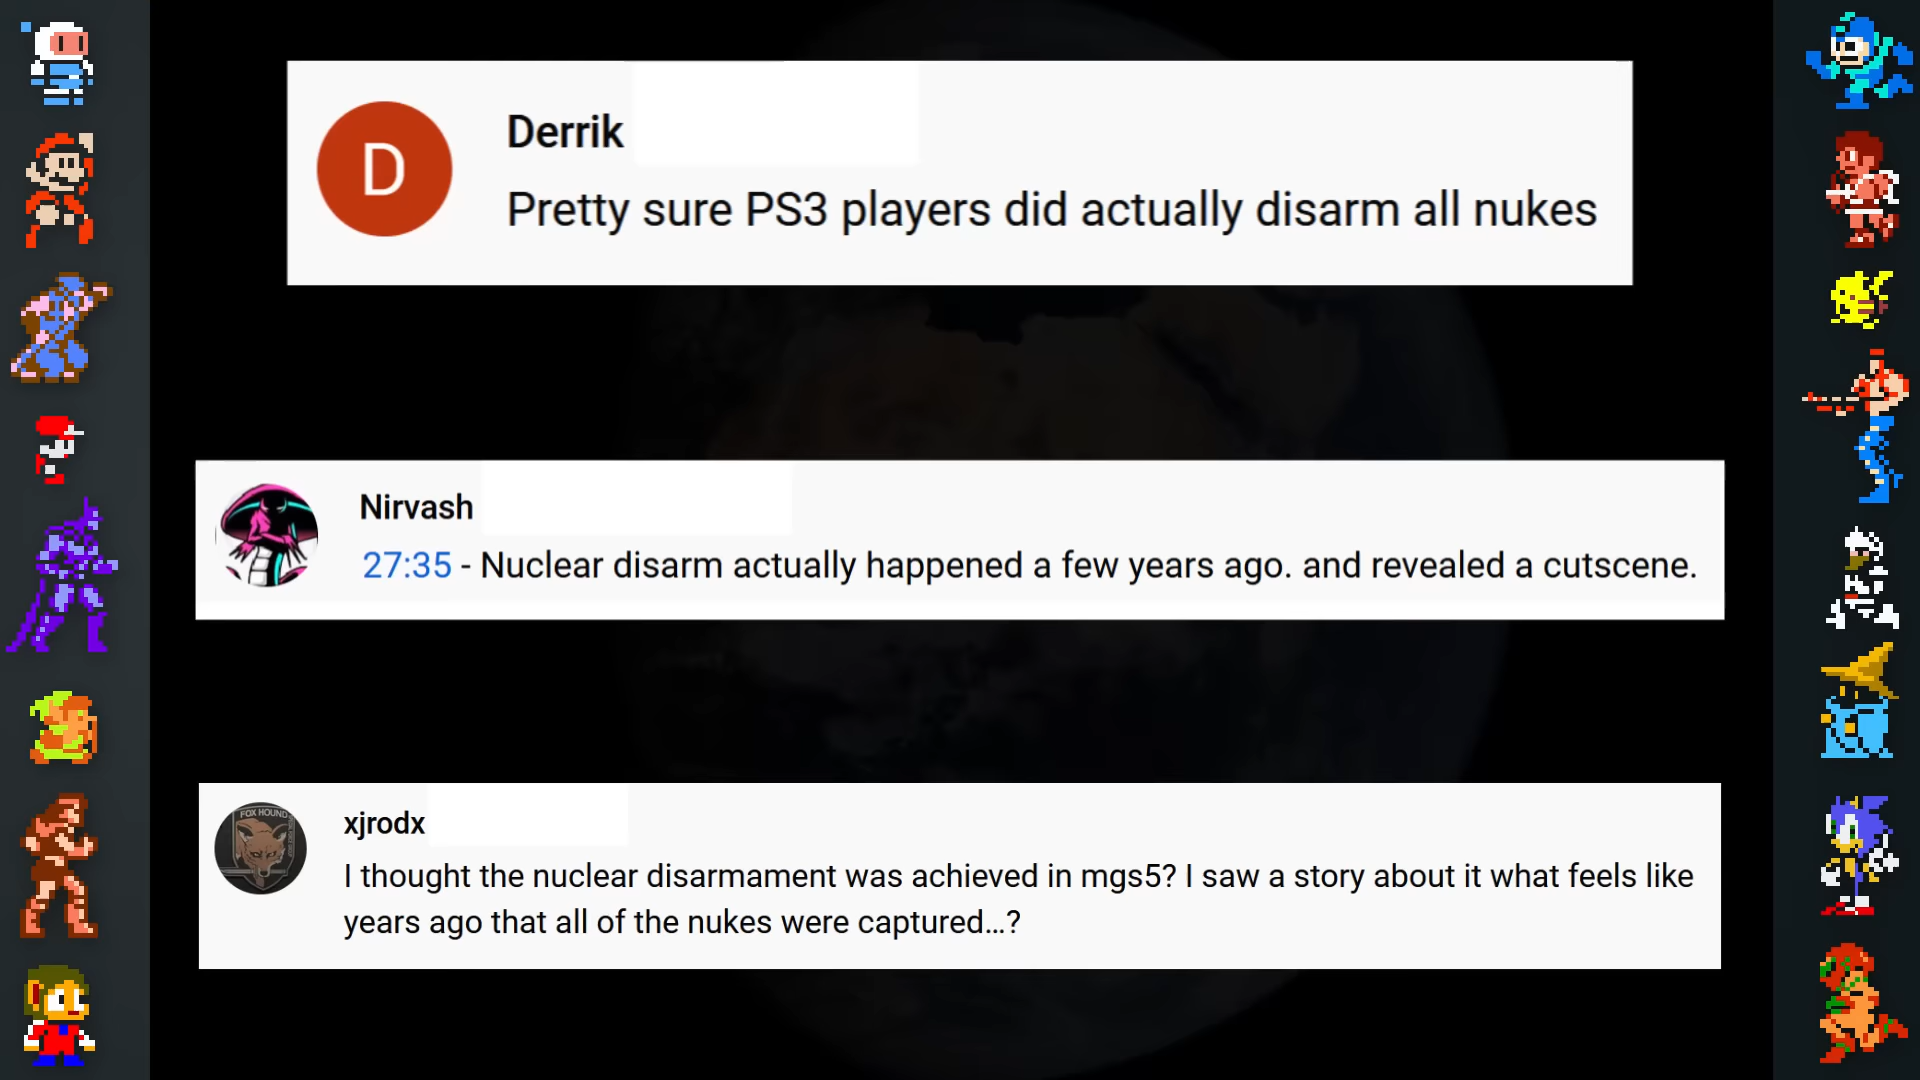 D
Derrik
Pretty sure PS3 players did actually disarm all nukes
Nirvash
27:35 - Nuclear disarm actually happened a few years ago. and revealed a cutscene.
FOX HOUND
xjrodx
I thought the nuclear disarmament was achieved in mgs5? I saw a story about it what feels like
years ago that all of the nukes were captured...?